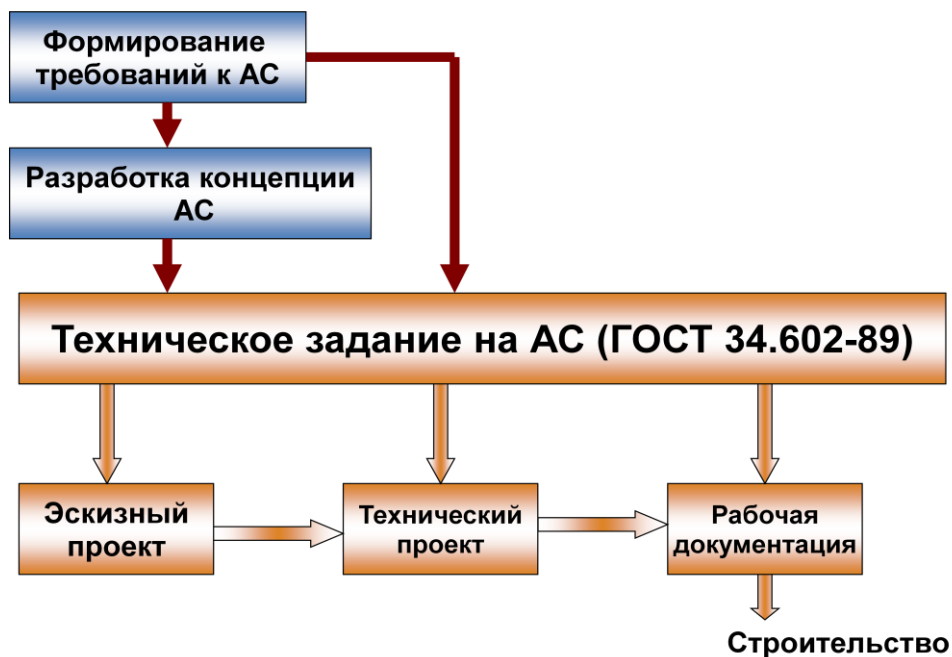 Формирование
требований к АС
Разработка концепции
АС
Техническое задание на АС (ГОСТ 34.602-89)
Эскизный
проект
Технический
проект
Рабочая
документация
Строительство